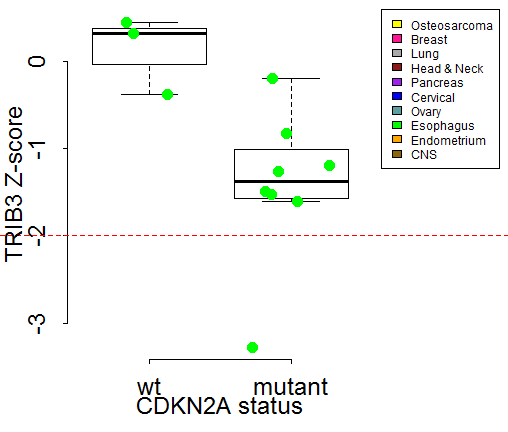 TRIB3 Z-score
0
-1
-2
-3
wt mutant
CDKN2A status
Osteosarcoma
Breast
Lung
Head & Neck
Pancreas
Cervical
Ovary
Esophagus
Endometrium
CNS